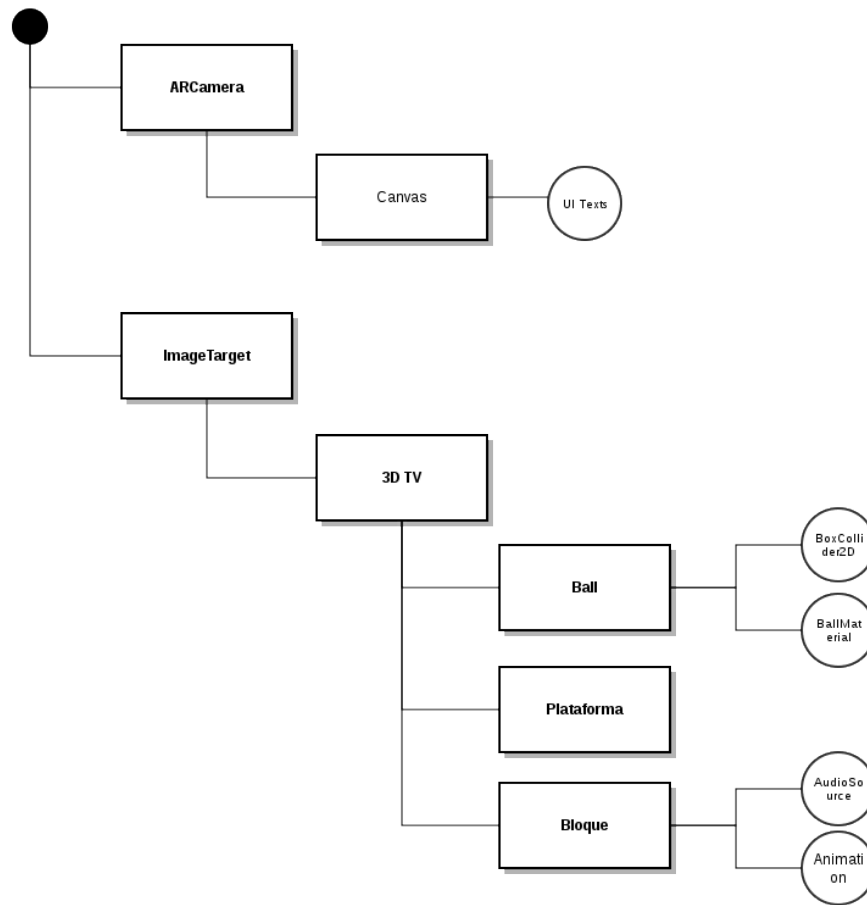 ARCamera
Canvas
UI Texts
ImageTarget
3D TV
BoxColli
der2D
Ball
BallMat
erial
Plataforma
AudioSo
urce
Bloque
Animati
on